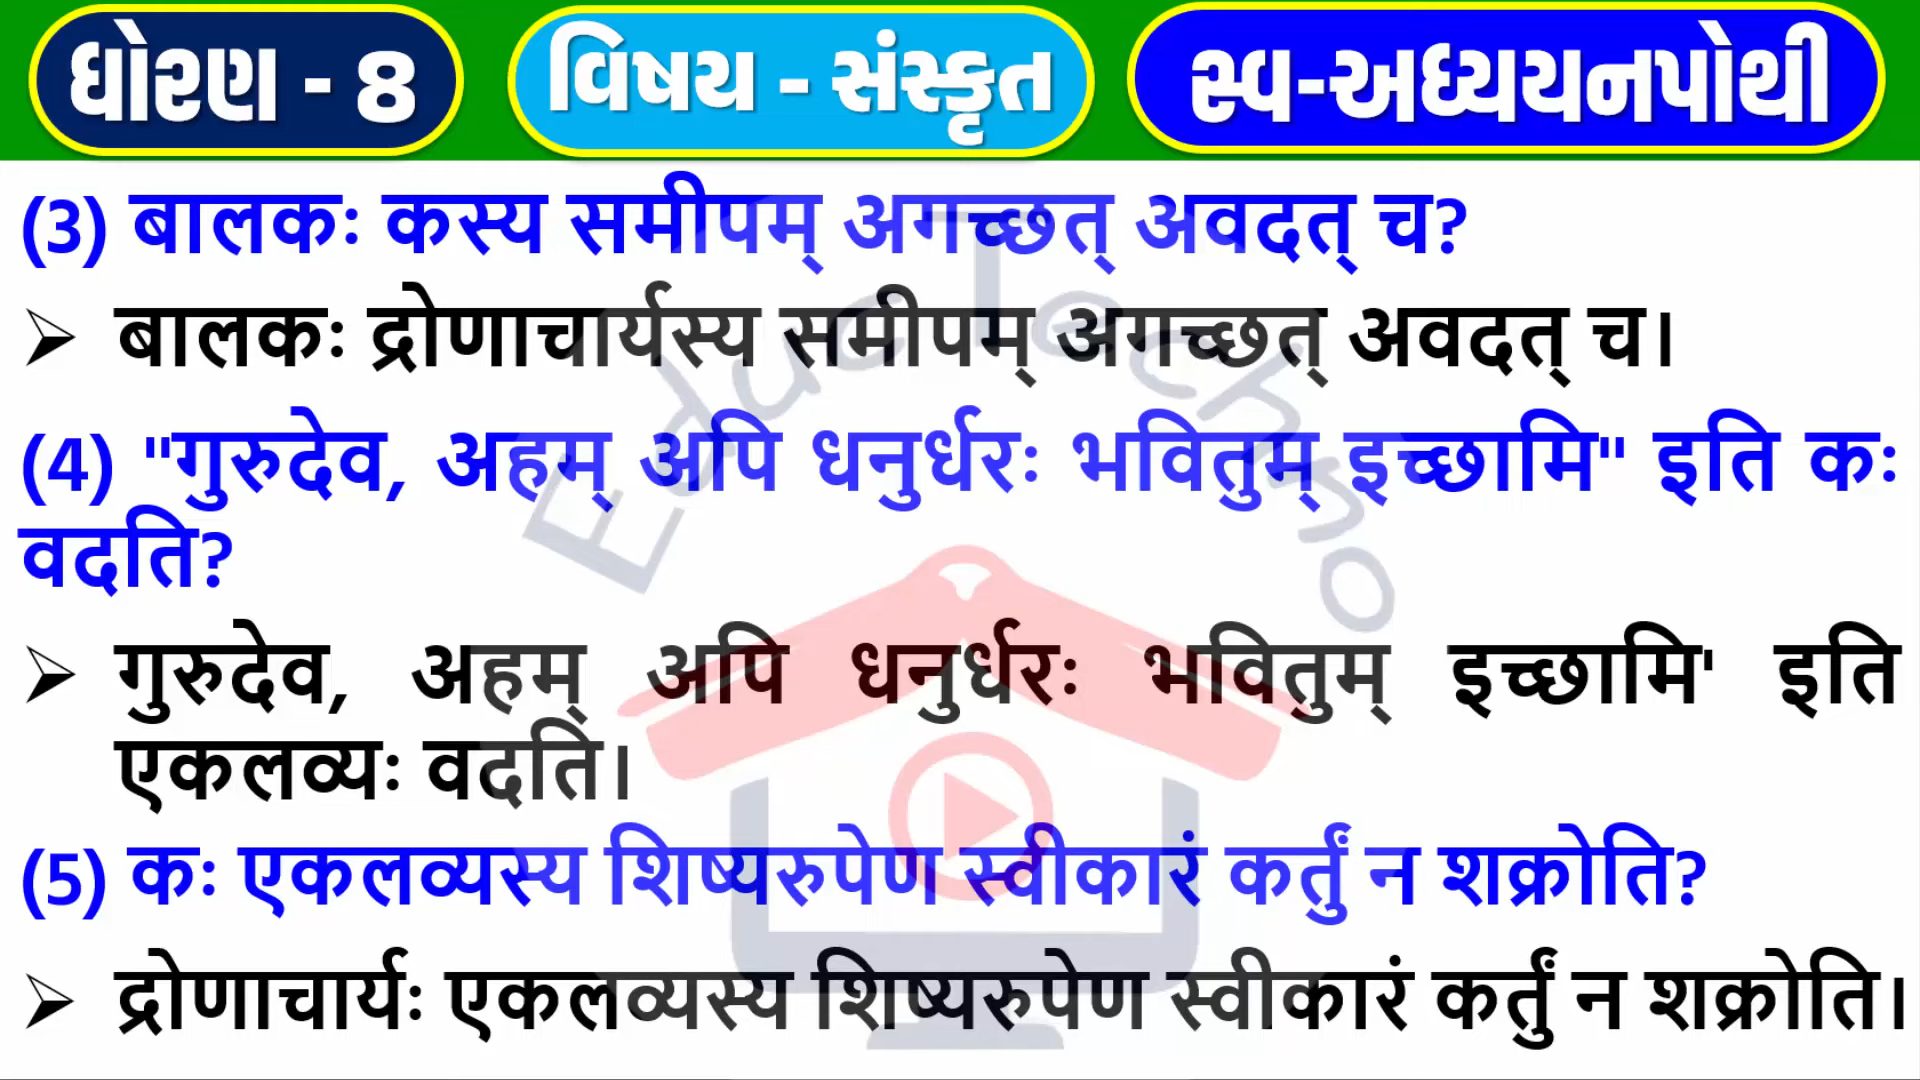 ધોરણ - 8
વિષય - સંસ્કૃત
સ્વ-અધ્યયનપોથી
(3) बालकः कस्य समीपम् अगच्छत् अवदत् च?
➢ बालकः द्रोणाचार्यस्य समीपम् अगच्छत् अवदत् च।
(4) "गुरुदेव, अहम् अपि धनुर्धरः भवितुम् इच्छामि" इति कः
वदति?
➢ गुरुदेव, अहम् अपि धनुर्धरः भवितुम् इच्छामि' इति
एकलव्यः वदति।
(5) कः एकलव्यस्य शिष्यरुपेण स्वीकारं कर्तुं न शक्रोति?
➢ द्रोणाचार्यः एकलव्यस्य शिष्यरुपेण स्वीकारं कर्तुं न शक्रोति।
Educ Techno